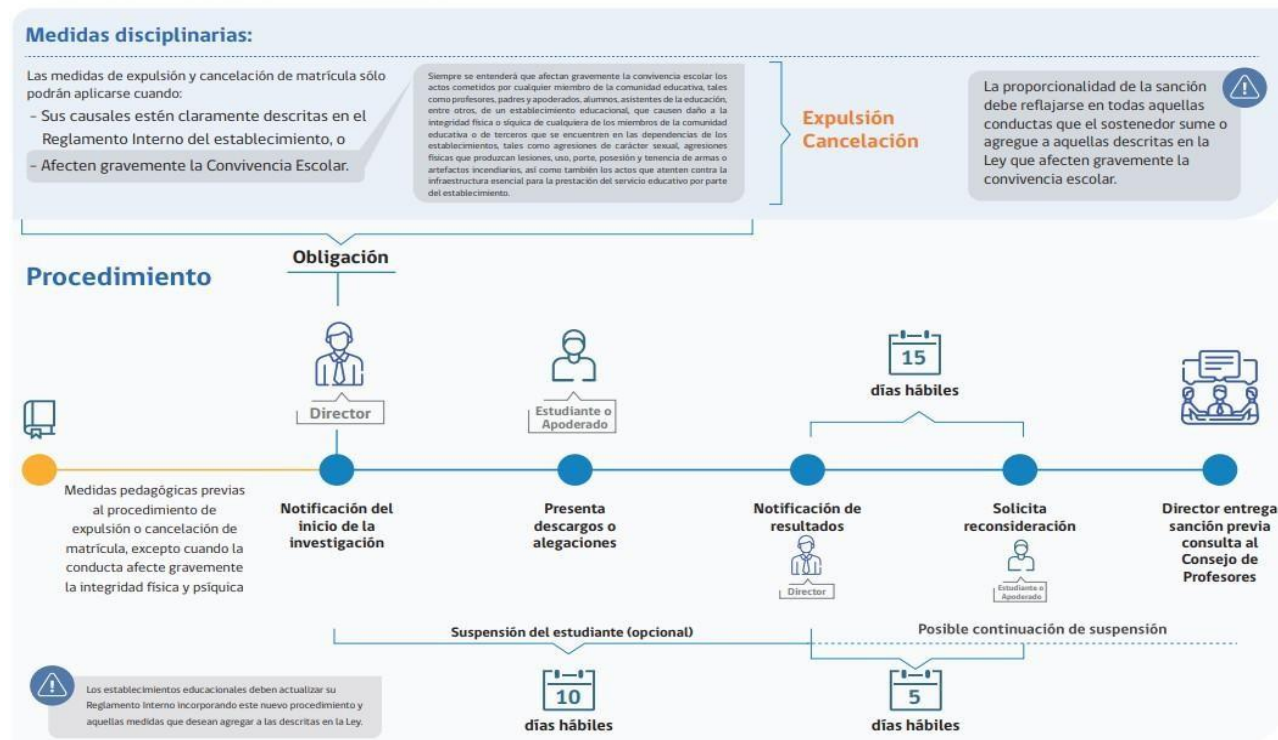 Medidas disciplinarias:
Las medidas de expulsión y cancelación de matrícula sólo
podrán aplicarse cuando:
- Sus causales estén claramente descritas en el
Reglamento Interno del establecimiento, o
- Afecten gravemente la Convivencia Escolar.
Siempre se entenderá que afectan gravemente la convivencia escolar los
actos cometidos por cualquier miembro de la comunidad educativa, tales
como profesores, padres y apoderados, alumnos, asistentes de la educación,
entre otros, de un establecimiento educacional, que causen daño a la
integridad física o síquica de cualquiera de los miembros de la comunidad
educativa o de terceros que se encuentren en las dependencias de los
establecimientos, tales como agresiones de carácter sexual, agresiones
físicas que produzcan lesiones, uso, porte, posesión y tenencia de armas o
artefactos incendiarios, así como también los actos que atenten contra la
infraestructura esencial para la prestación del servicio educativo por parte
del establecimiento.
Expulsión
Cancelación
La proporcionalidad de la sanción
debe reflajarse en todas aquellas
conductas que el sostenedor sume o
agregue a aquellas descritas en la
Ley que afecten gravemente la
convivencia escolar.
Procedimiento
Obligación
Director
Estudiante o
Apoderado
15
días hábiles
Medidas pedagógicas previas
al procedimiento de
expulsión o cancelación de
matrícula, excepto cuando la
conducta afecte gravemente
la integridad física y psíquica
Notificación del
inicio de la
investigación
Presenta
descargos o
alegaciones
Notificación de
resultados
Director
Solicita
reconsideración
Estudiante o
Apoderado
Director entrega
sanción previa
consulta al
Consejo de
Profesores
Suspensión del estudiante (opcional)
Posible continuación de suspensión
10
días hábiles
5
días hábiles
Los establecimientos educacionales deben actualizar su
Reglamento Interno incorporando este nuevo procedimiento y
aquellas medidas que desean agregar a las descritas en la Ley.